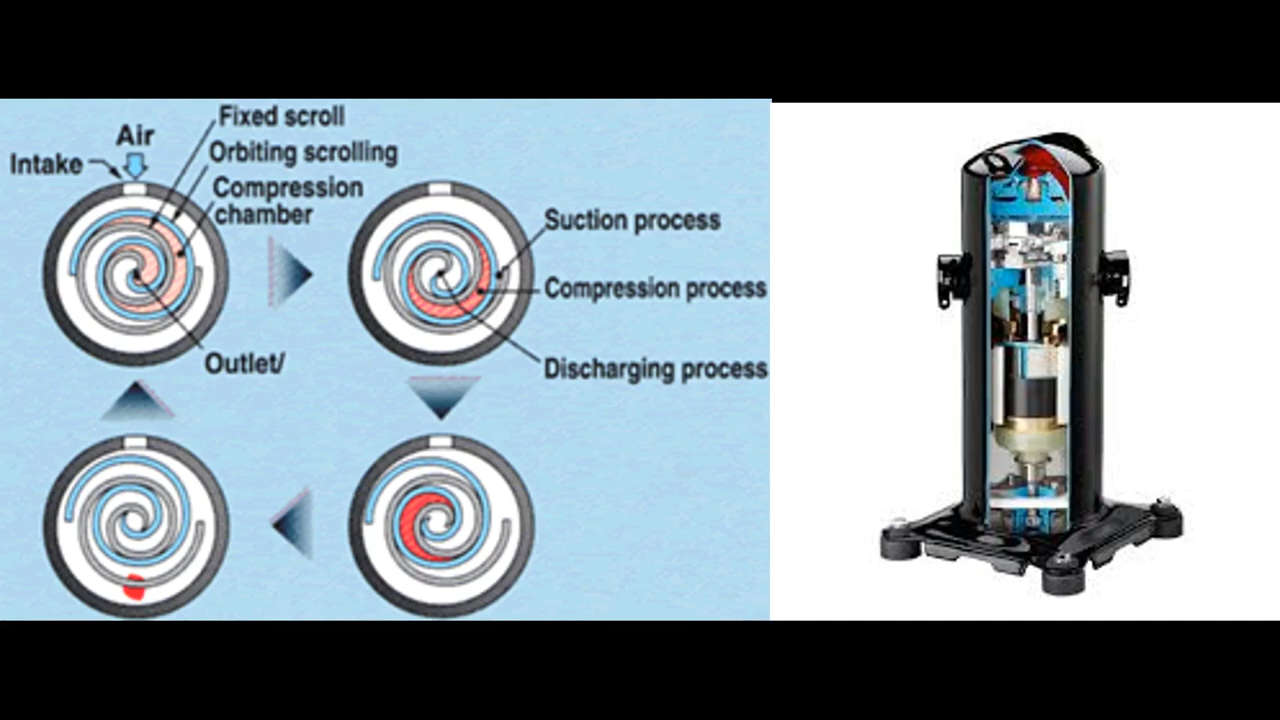 Fixed scroll
Air
Orbiting scrolling
Intake
Compression
chamber
Outlet/
Suction process
Compression process
Discharging process